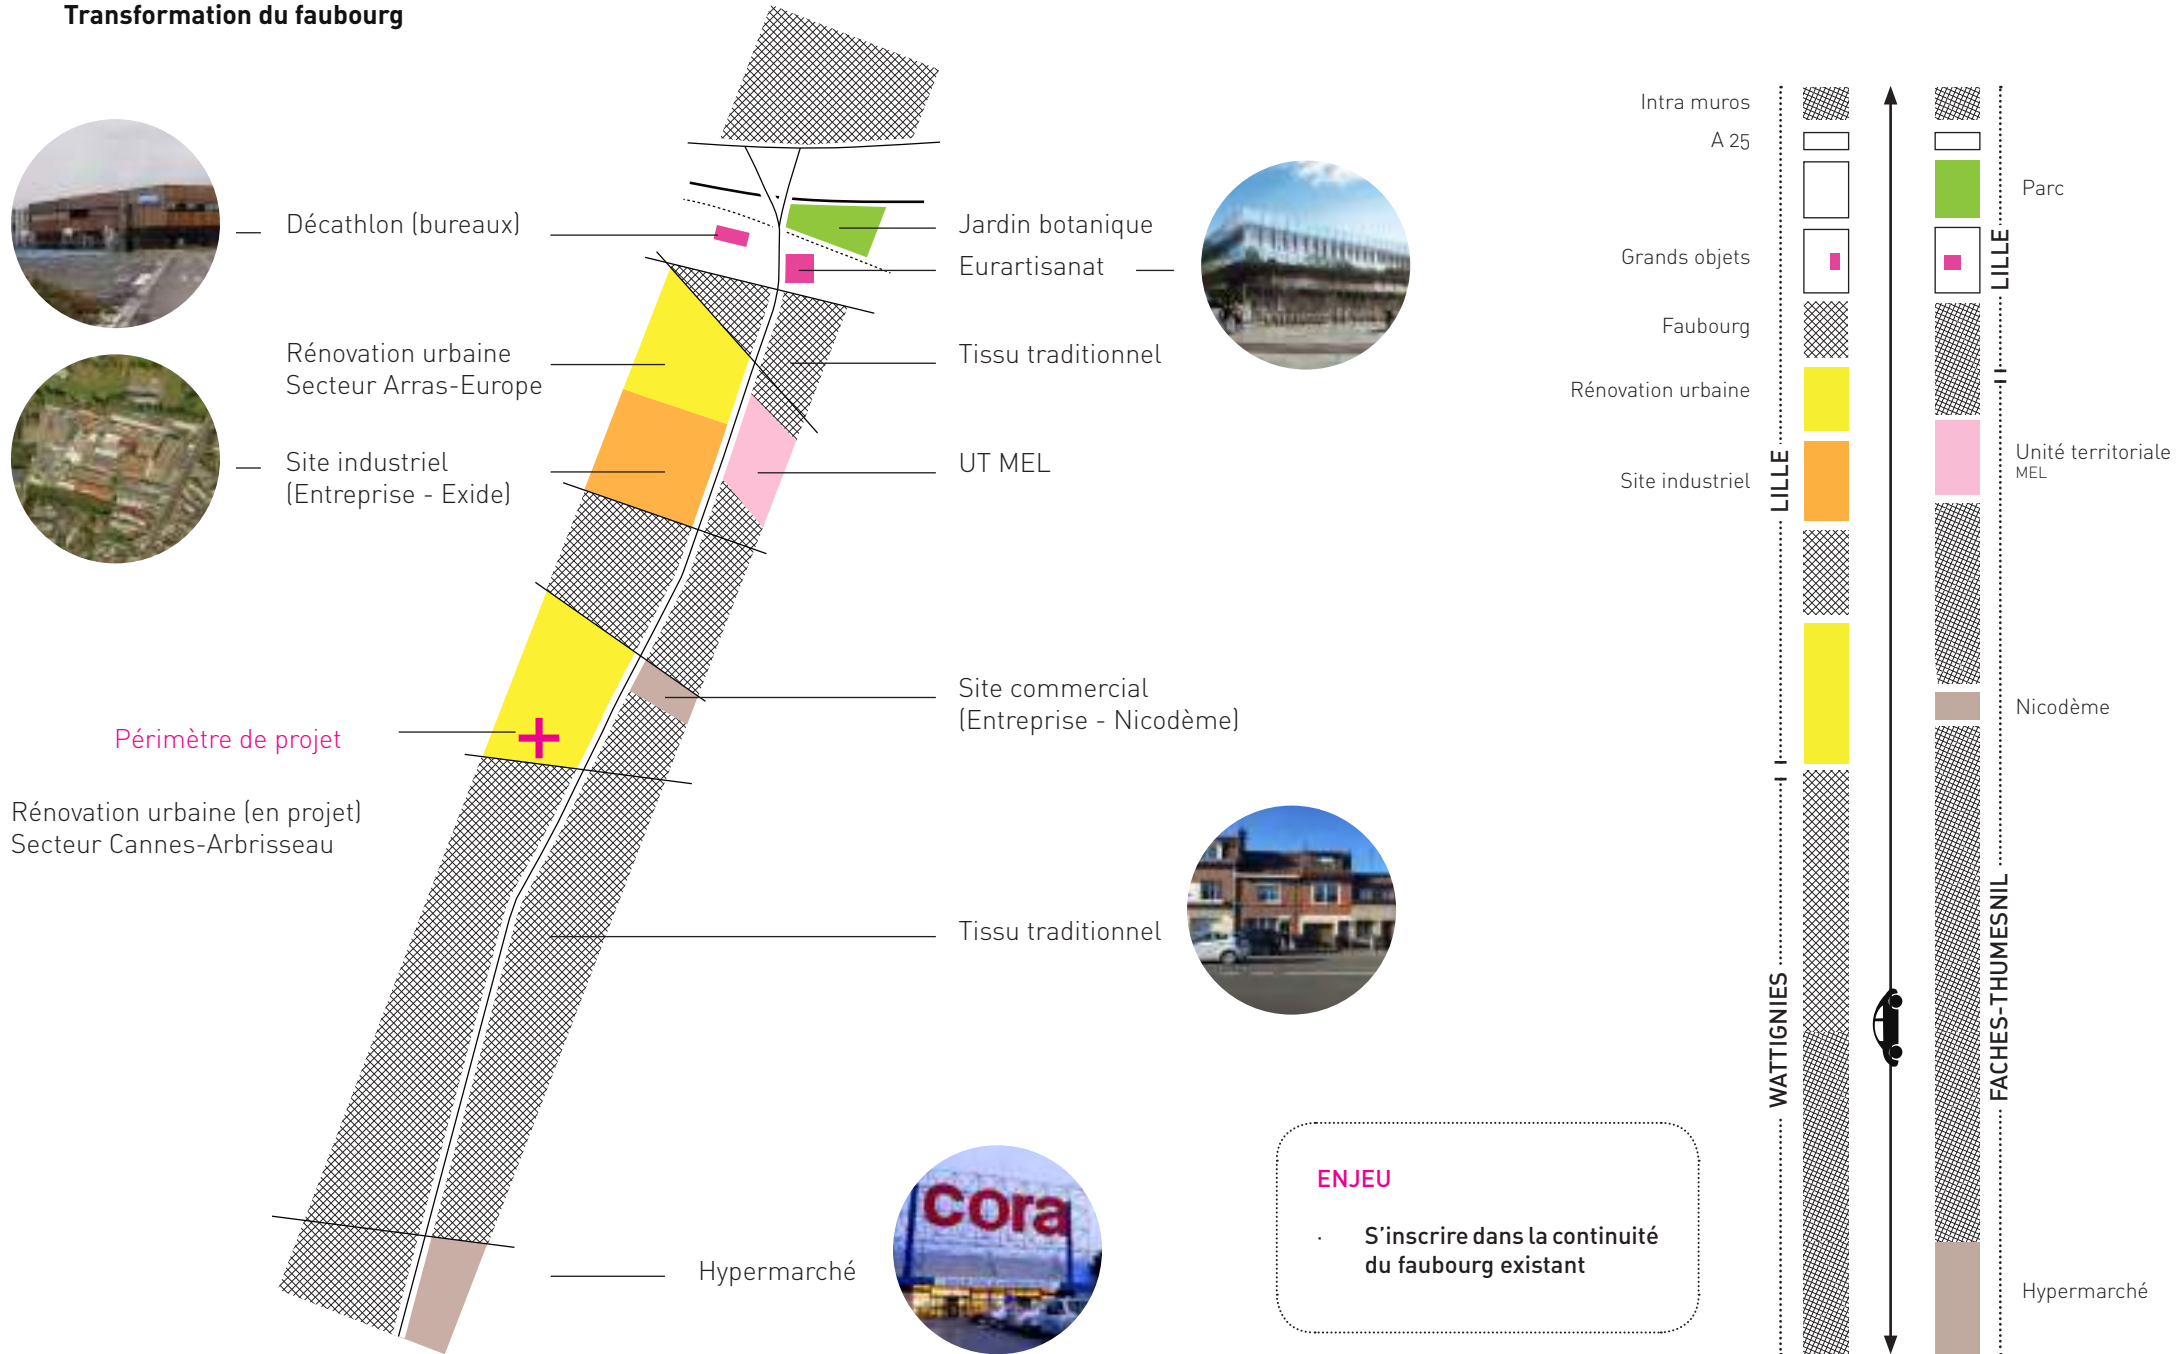 Transformation du faubourg
Décathlon (bureaux)
Rénovation urbaine
Secteur Arras-Europe
Site industriel
(Entreprise - Exide)
Périmètre de projet
Rénovation urbaine (en projet)
Secteur Cannes-Arbrisseau
Jardin botanique
Eurartisanat
Tissu traditionnel
UT MEL
Site commercial
(Entreprise - Nicodème)
Tissu traditionnel
Hypermarché
cora
ENJEU
· S'inscrire dans la continuité
du faubourg existant
Intra muros
A 25
Grands objets
Faubourg
Rénovation urbaine
Site industriel
LILLE
WATTIGNIES
LILLE
FACHES-THUMESNIL
Parc
Unité territoriale
MEL
Nicodème
Hypermarché